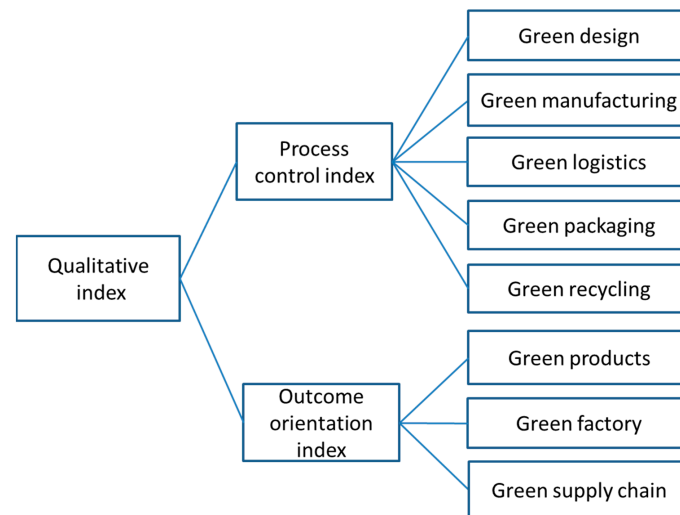 Qualitative
index
Process
control index
Outcome
orientation
index
Green design
Green manufacturing
Green logistics
Green packaging
Green recycling
Green products
Green factory
Green supply chain